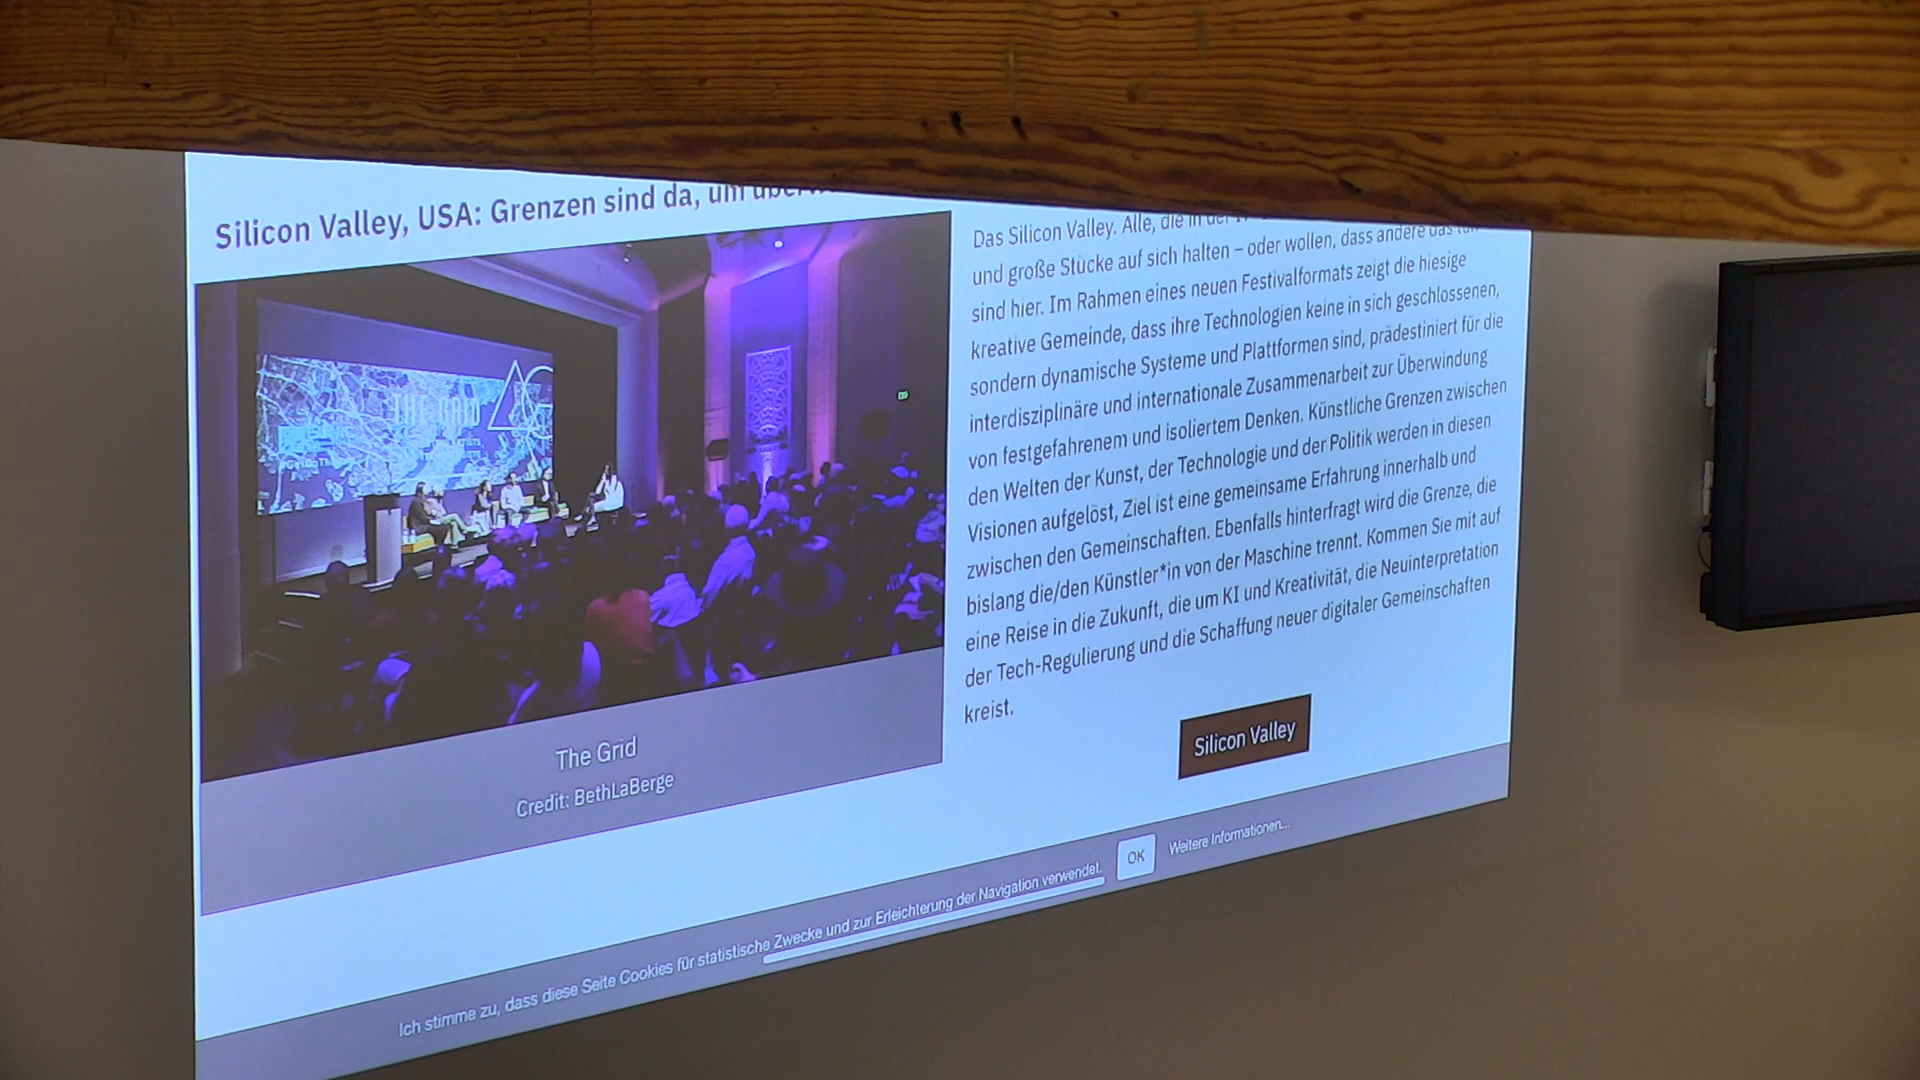 Silicon Valley, USA: Grenzen sind da, um
Das Silicon Valley. Alle, die in der
und große Stücke auf sich halten – oder wollen, dass andere das
sind hier. Im Rahmen eines neuen Festivalformats zeigt die hiesige
kreative Gemeinde, dass ihre Technologien keine in sich geschlossenen,
sondern dynamische Systeme und Plattformen sind, prädestiniert für die
interdisziplinäre und internationale Zusammenarbeit zur Überwindung
von festgefahrenem und isoliertem Denken. Künstliche Grenzen zwischen
den Welten der Kunst, der Technologie und der Politik werden in diesen
Visionen aufgelöst, Ziel ist eine gemeinsame Erfahrung innerhalb und
zwischen den Gemeinschaften. Ebenfalls hinterfragt wird die Grenze, die
bislang die/den Künstler*in von der Maschine trennt. Kommen Sie mit auf
eine Reise in die Zukunft, die um KI und Kreativität, die Neuinterpretation
der Tech-Regulierung und die Schaffung neuer digitaler Gemeinschaften
kreist.
Silicon Valley
THE GRID
The Grid
Credit: BethLaBerge
Ich stimme zu, dass diese Seite Cookies für statistische Zwecke und zur Erleichterung der Navigation verwendet. OK Weitere Informationen...